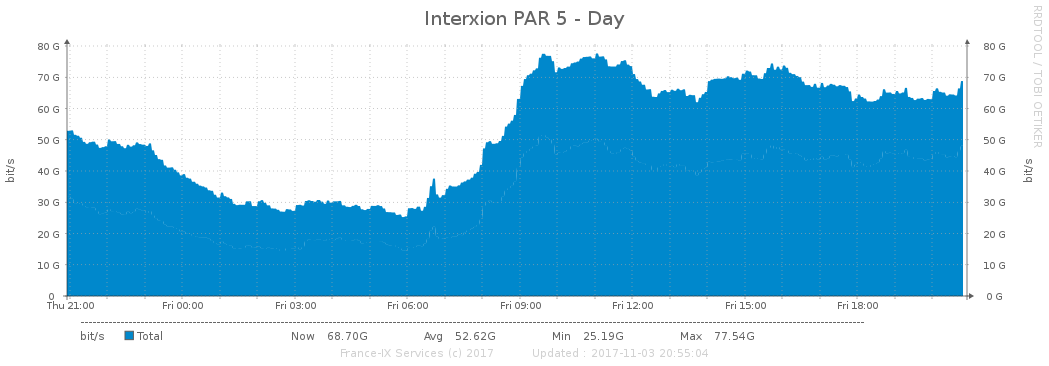 Interxion PAR 5 - Day
RRDTOOL / TOBI OETIKER
bit/s
80 G
70 G
60 G
50 G
40 G
30 G
20 G
10 G
0
80 G
70 G
60 G
50 G
40 G
30 G
20 G
10 G
0 G
bit/s
Thu 21:00 Fri 00:00 Fri 03:00 Fri 06:00 Fri 09:00 Fri 12:00 Fri 15:00 Fri 18:00
bit/s Total Now 68.70G Avg 52.62G Min 25.19G Max 77.54G
France-IX Services (c) 2017 Updated : 2017-11-03 20:55:04